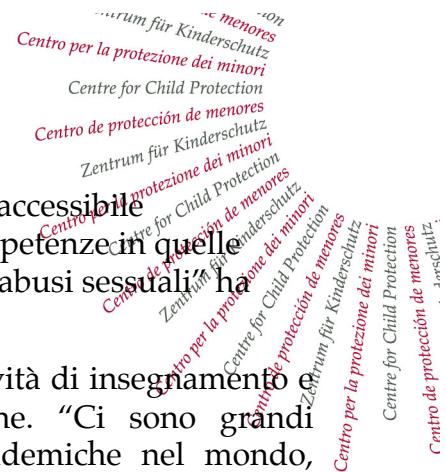 Zentrum für Kinderschutz
Centro per la protezione dei minori
Centre for Child Protection
Centro de protección de menores
Zentrum für Kinderschutz
Centro per la protezione dei minori
Centre for Child Protection
Centro de protección de menores
Zentrum für Kinderschutz
Centro per la protezione dei minori
Centre for Child Protection
Centro de protección de menores
Zentrum für Kinderschutz
Centro per la protezione dei minori
Centre for Child Protection
Centro de protección de menores
accessibile
petenze in quelle
abusi sessuali” ha
vità di insegnamento e
ne. “Ci sono grandi
demiche nel mondo,